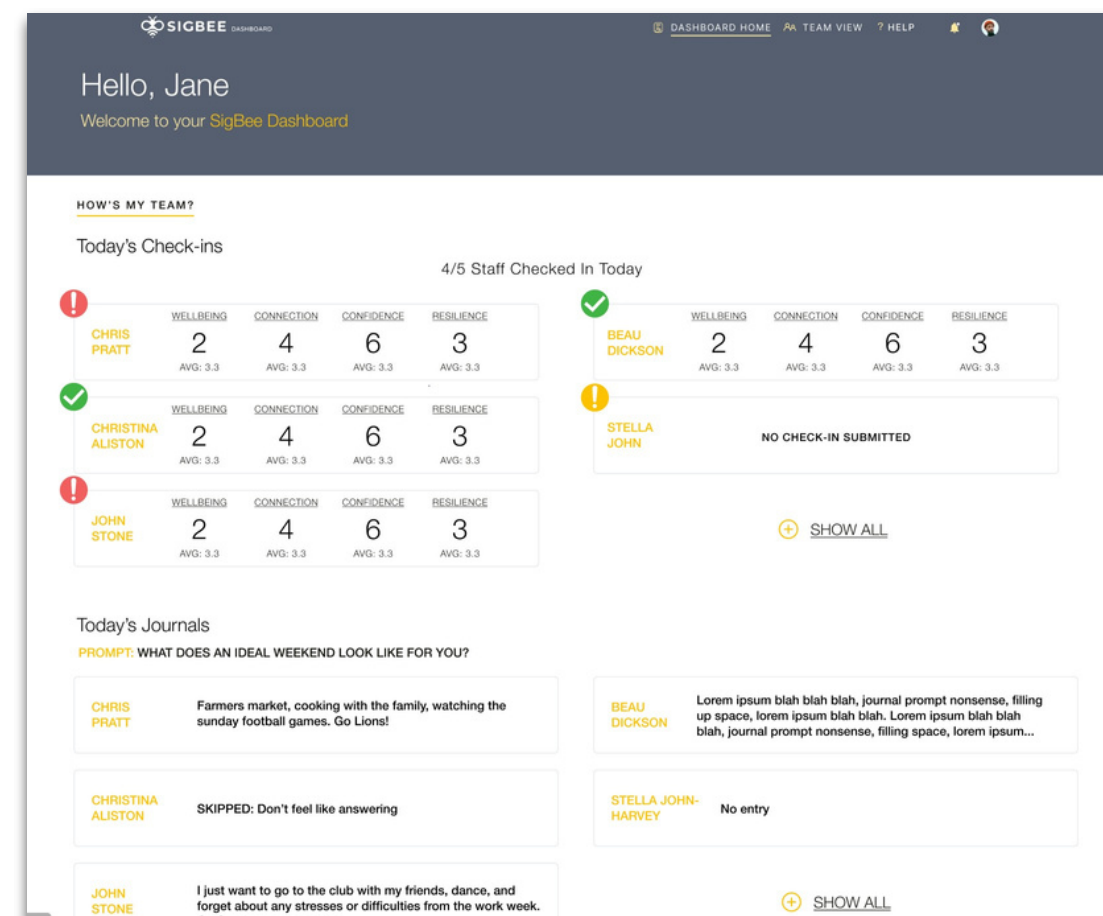 SIGBEE DASHBOARD
DASHBOARD HOME TEAM VIEW ? HELP
Hello, Jane
Welcome to your SigBee Dashboard
HOW'S MY TEAM?
Today's Check-ins
4/5 Staff Checked In Today
CHRIS
PRATT
WELLBEING CONNECTION CONFIDENCE RESILIENCE
2 4 6 3
AVG: 3.3 AVG: 3.3 AVG: 3.3 AVG: 3.3
BEAU
DICKSON
WELLBEING CONNECTION CONFIDENCE RESILIENCE
2 4 6 3
AVG: 3.3 AVG: 3.3 AVG: 3.3 AVG: 3.3
CHRISTINA
ALISTON
WELLBEING CONNECTION CONFIDENCE RESILIENCE
2 4 6 3
AVG: 3.3 AVG: 3.3 AVG: 3.3 AVG: 3.3
STELLA
JOHN
NO CHECK-IN SUBMITTED
JOHN
STONE
WELLBEING CONNECTION CONFIDENCE RESILIENCE
2 4 6 3
AVG: 3.3 AVG: 3.3 AVG: 3.3 AVG: 3.3
SHOW ALL
Today's Journals
PROMPT: WHAT DOES AN IDEAL WEEKEND LOOK LIKE FOR YOU?
CHRIS
PRATT
Farmers market, cooking with the family, watching the
sunday football games. Go Lions!
BEAU
DICKSON
Lorem ipsum blah blah blah, journal prompt nonsense, filling
up space, lorem ipsum blah blah. Lorem ipsum blah blah
blah, journal prompt nonsense, filling space, lorem ipsum...
CHRISTINA
ALISTON
SKIPPED: Don't feel like answering
STELLA JOHN-
HARVEY
No entry
JOHN
STONE
I just want to go to the club with my friends, dance, and
forget about any stresses or difficulties from the work week.
SHOW ALL